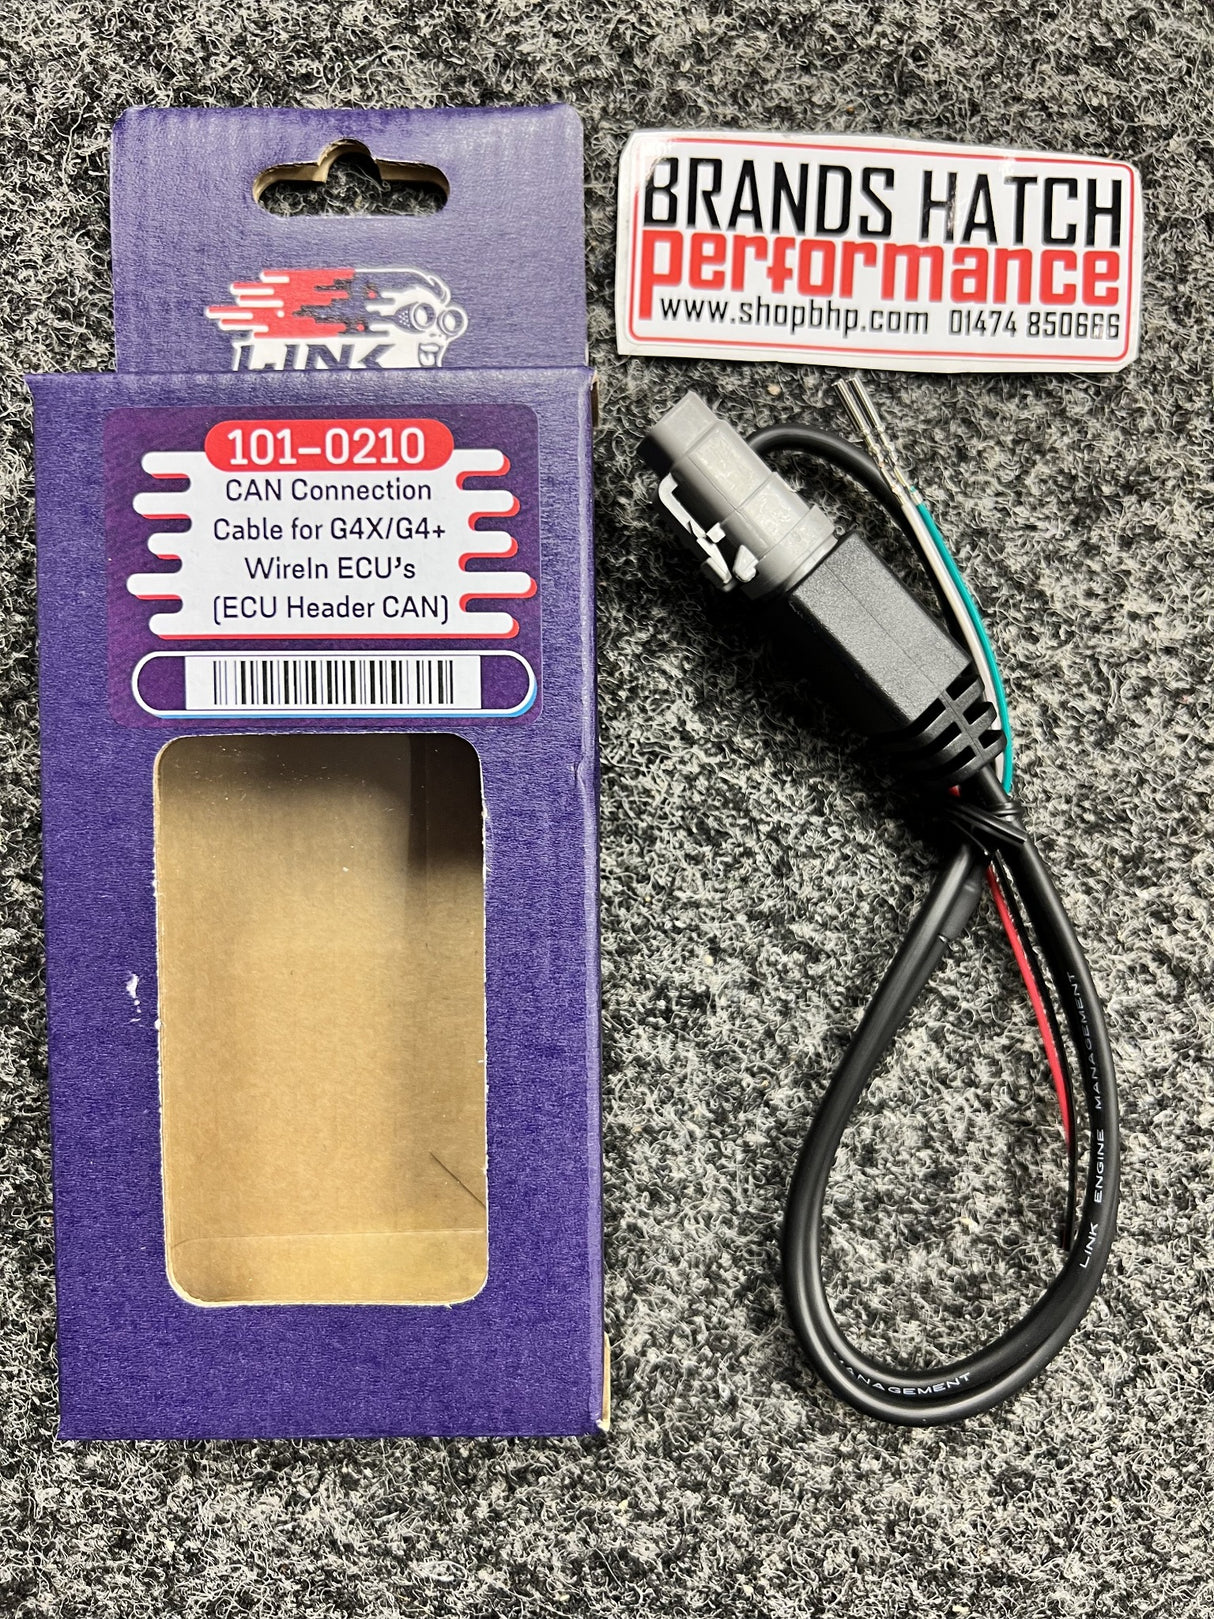 LINK
101-0210
CAN Connection
Cable for G4X/G4+
WireIn ECU's
(ECU Header CAN)
BRANDS HATCH
performance
www.shopbhp.com 01474 850666
LINK ENGINE MANAGEMENT
MANAGEMENT